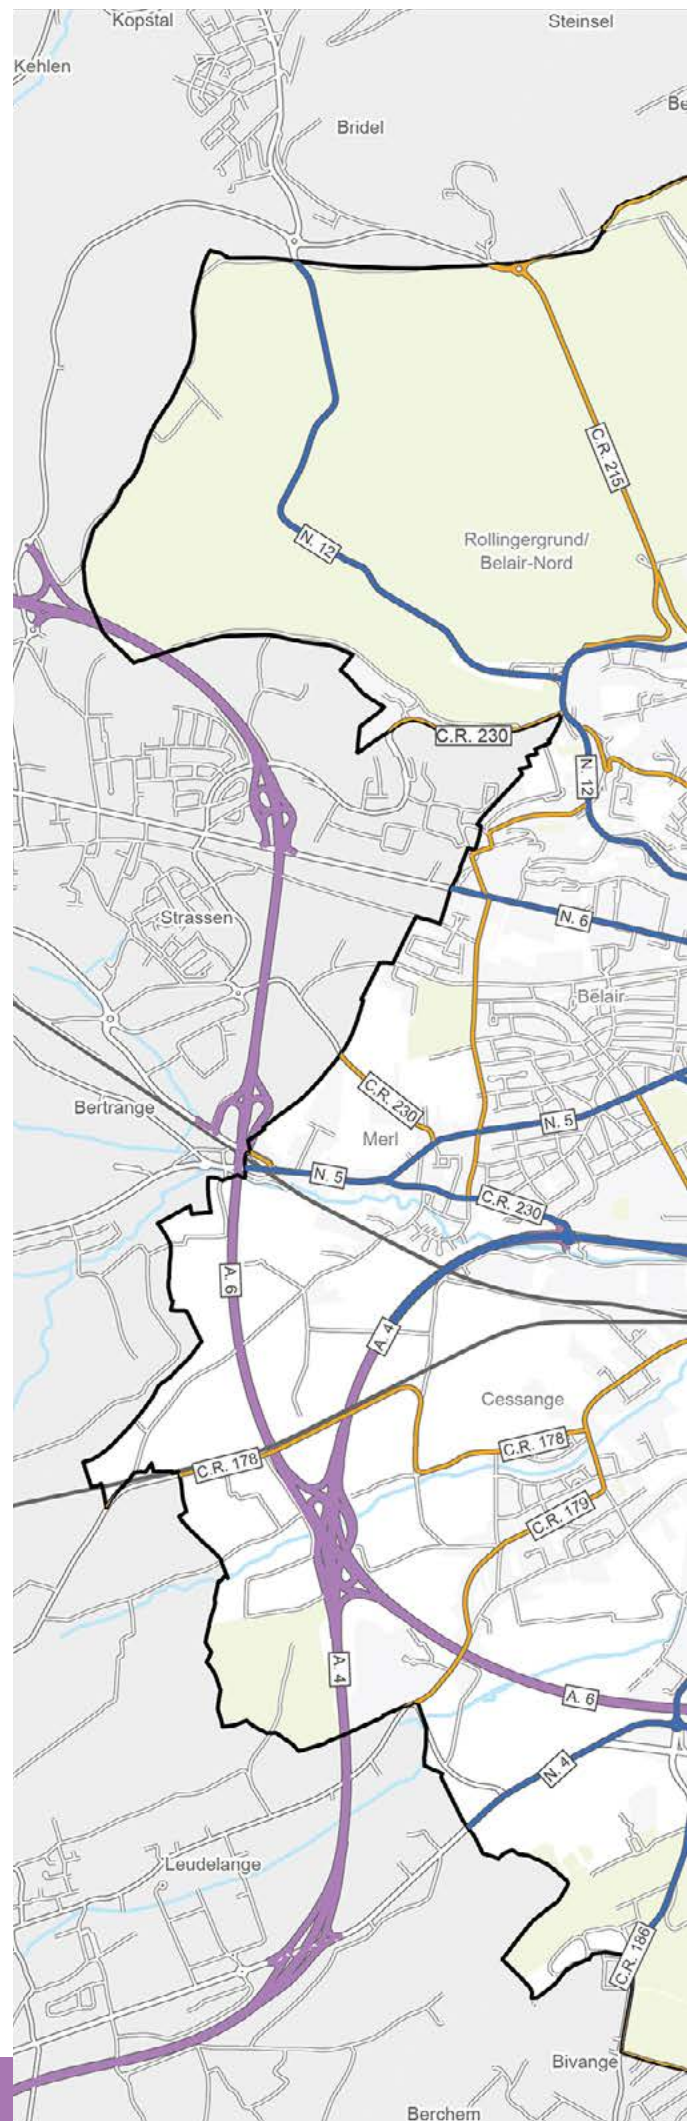 Kopstal
Steinsel
Kehlen
Be
Bridel
C.R. 215
N. 12
Rollingergrund/
Belair-Nord
C.R. 230
N. 12
Strassen
N. 6
Belair
C.R. 230
Bertrange
Merl
N. 5
N. 5
C.R. 230
A. 6
A. 4
Cessange
C.R. 178
C.R. 178
C.R. 179
A. 4
A. 6
N. 4
Leudelange
C.R. 186
Bivange
Berchem